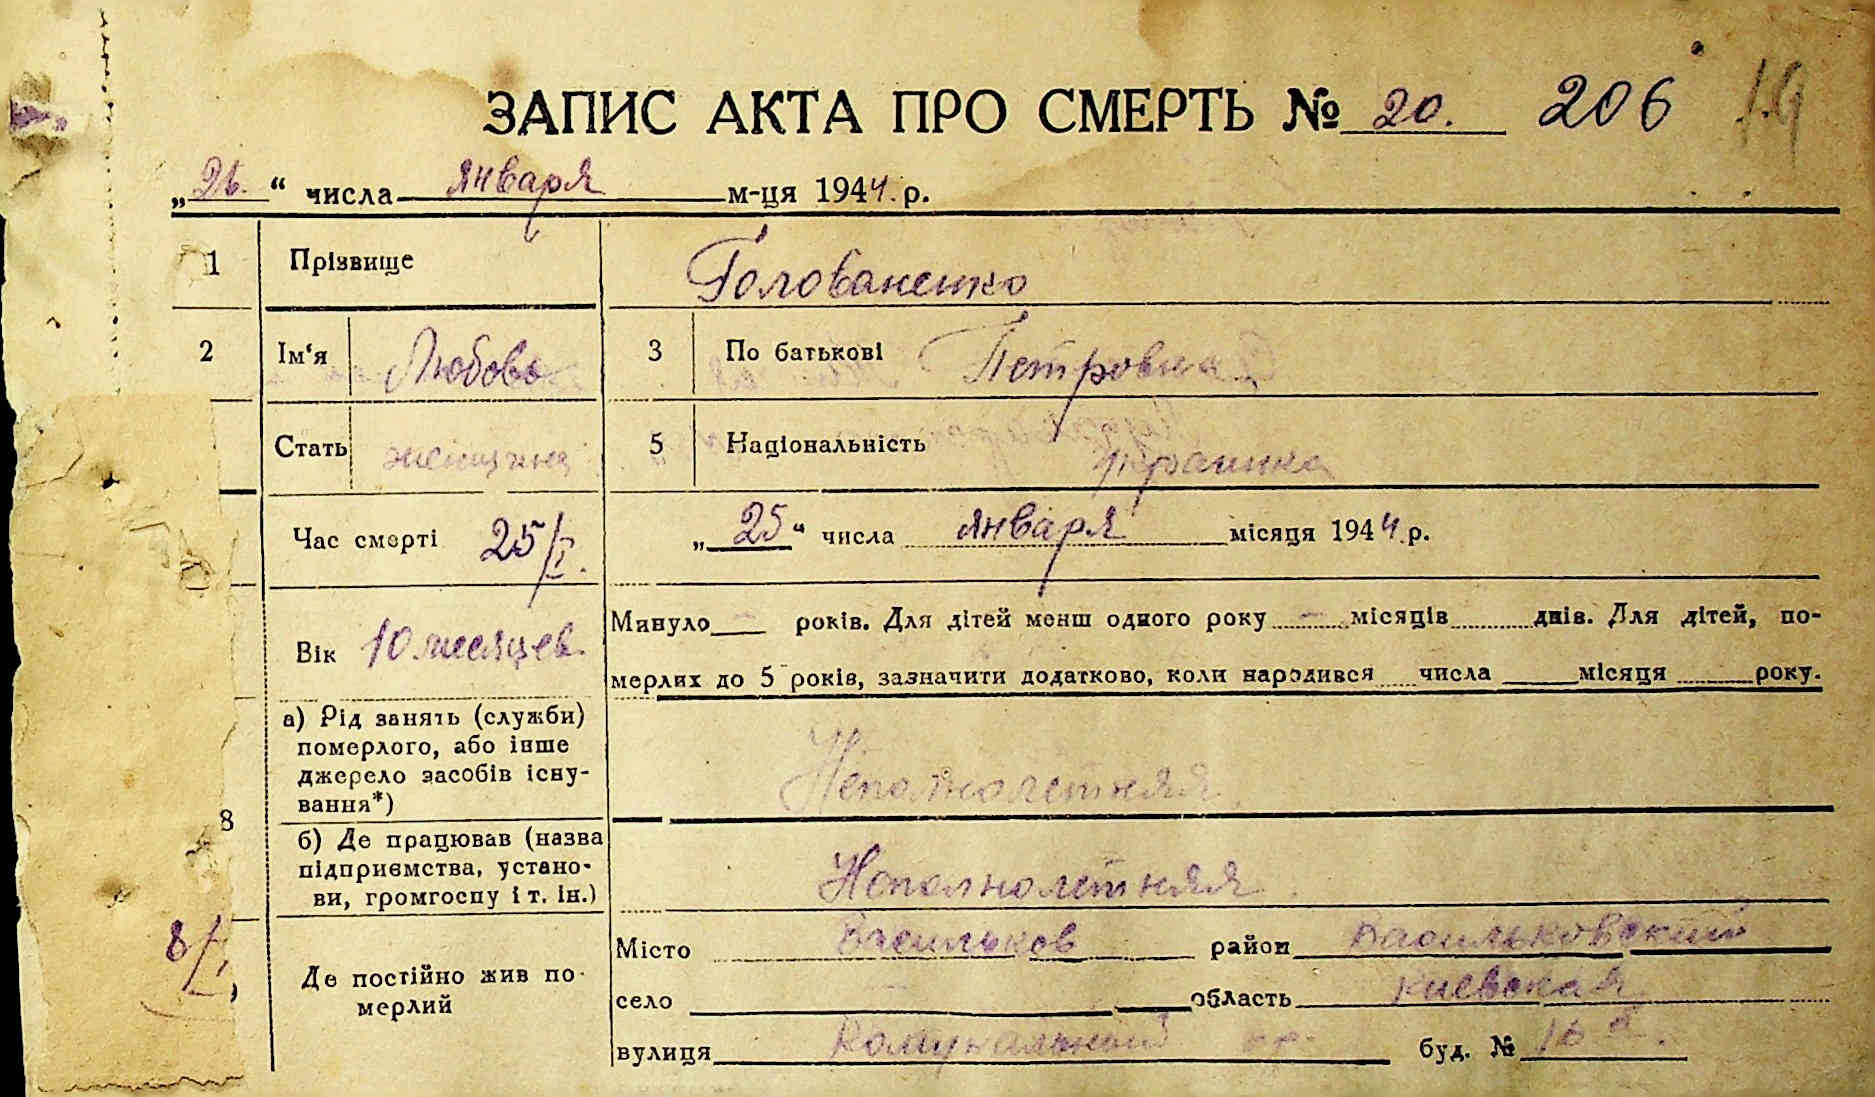 ЗАПИС АКТА ПРО СМЕРТЬ № 20. 206 19
„26.“ числа января м-ця 1944.р.
1 Прізвище Голованенко
2 Ім‘я Любовь 3 По батькові Петровна
Стать женщина 5 Національність украинка
Час смерті 25/I. „25“ числа января місяця 1944.р.
Вік 10 месяцев. Минуло — років. Для дітей менш одного року — місяців днів. Для дітей, по-
мерлих до 5 років, зазначити додатково, коли народився числа місяця року.
8 а) Рід занять (служби)
померлого, або інше
джерело засобів існу-
вання*) Неполнолетняя
б) Де працював (назва
підприємства, устано-
ви, громгоспу і т. ін.) Неполнолетняя
8/I
Де постійно жив по-
мерлий
Місто Васильков район Васильковский
село область Киевская
вулиця Комунальный буд. № 16